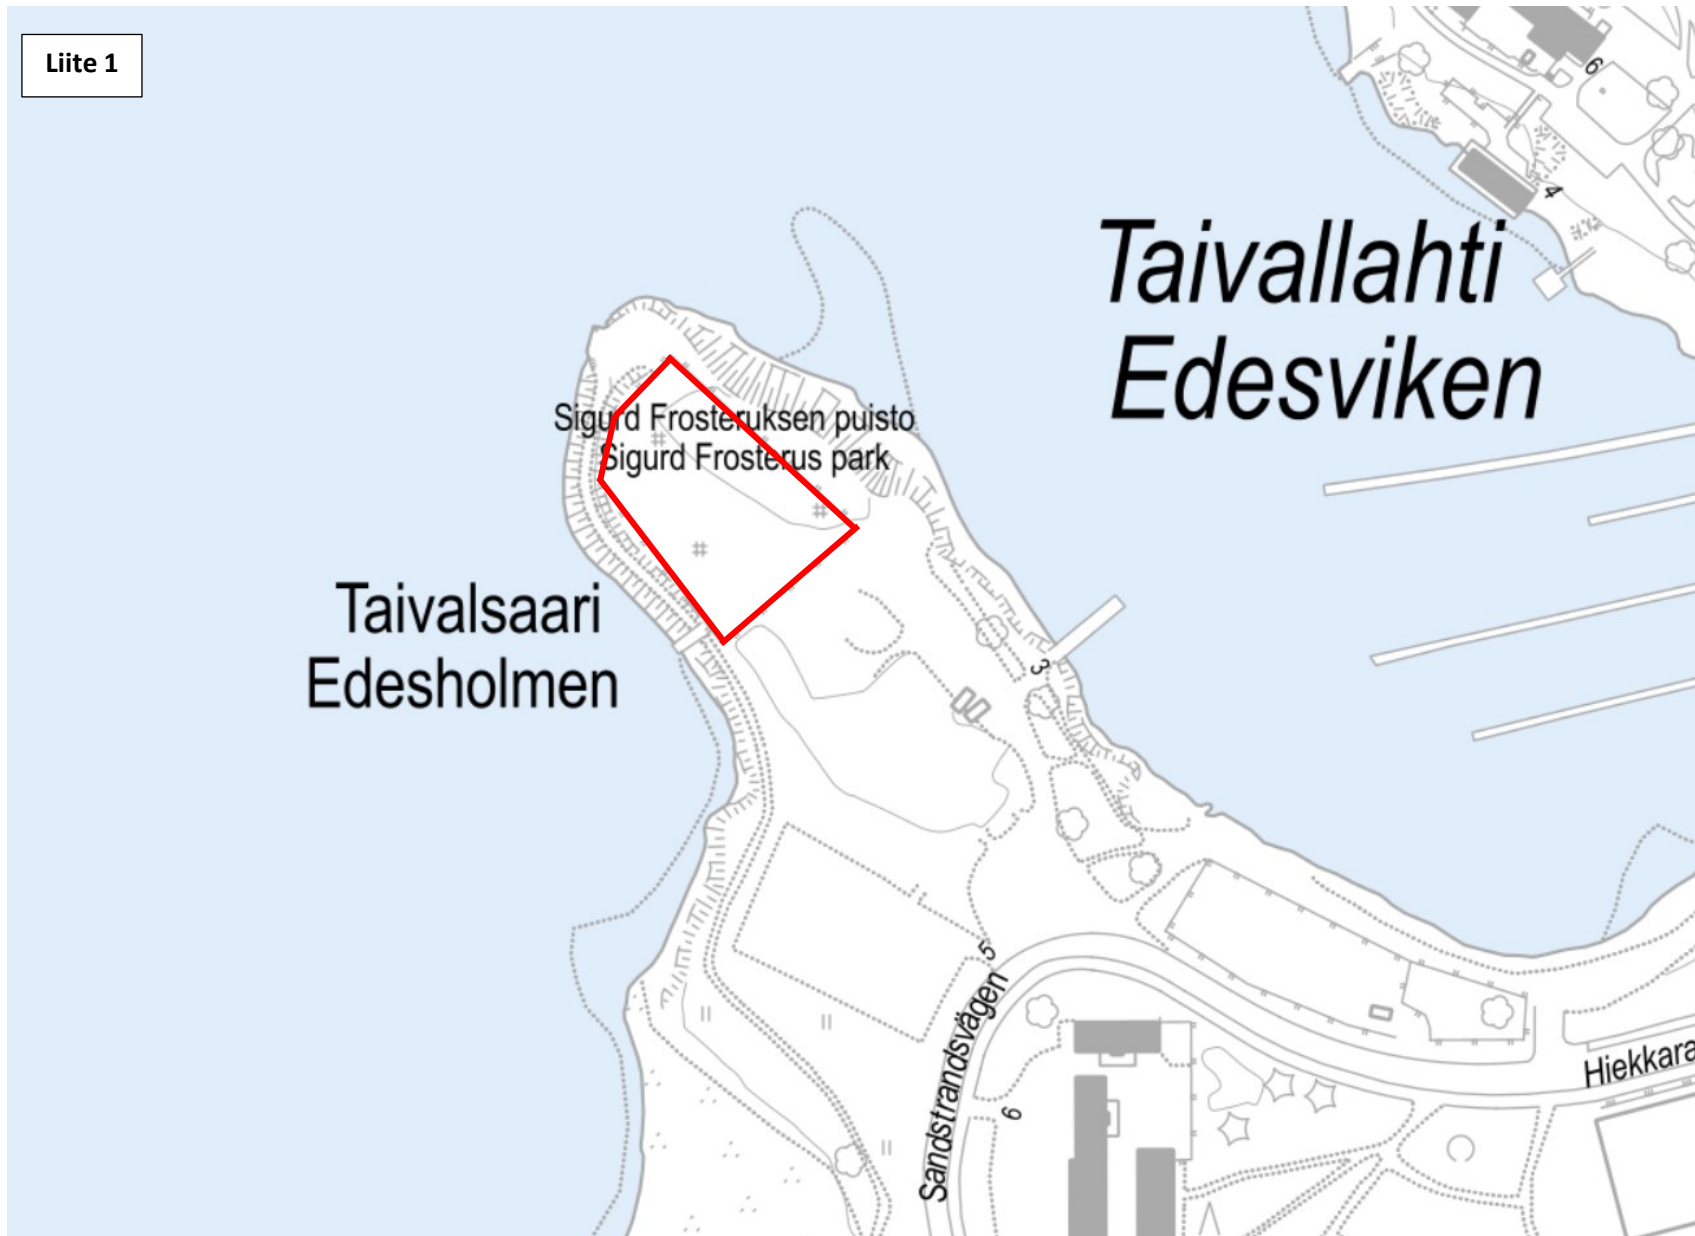 Liite 1
6
4
Taivallahti
Edesviken
Sigurd Frosteruksen puisto
Sigurd Frosterus park
Taivalsaari
Edesholmen
3
5
Sandstrandsvägen
6
Hiekkara